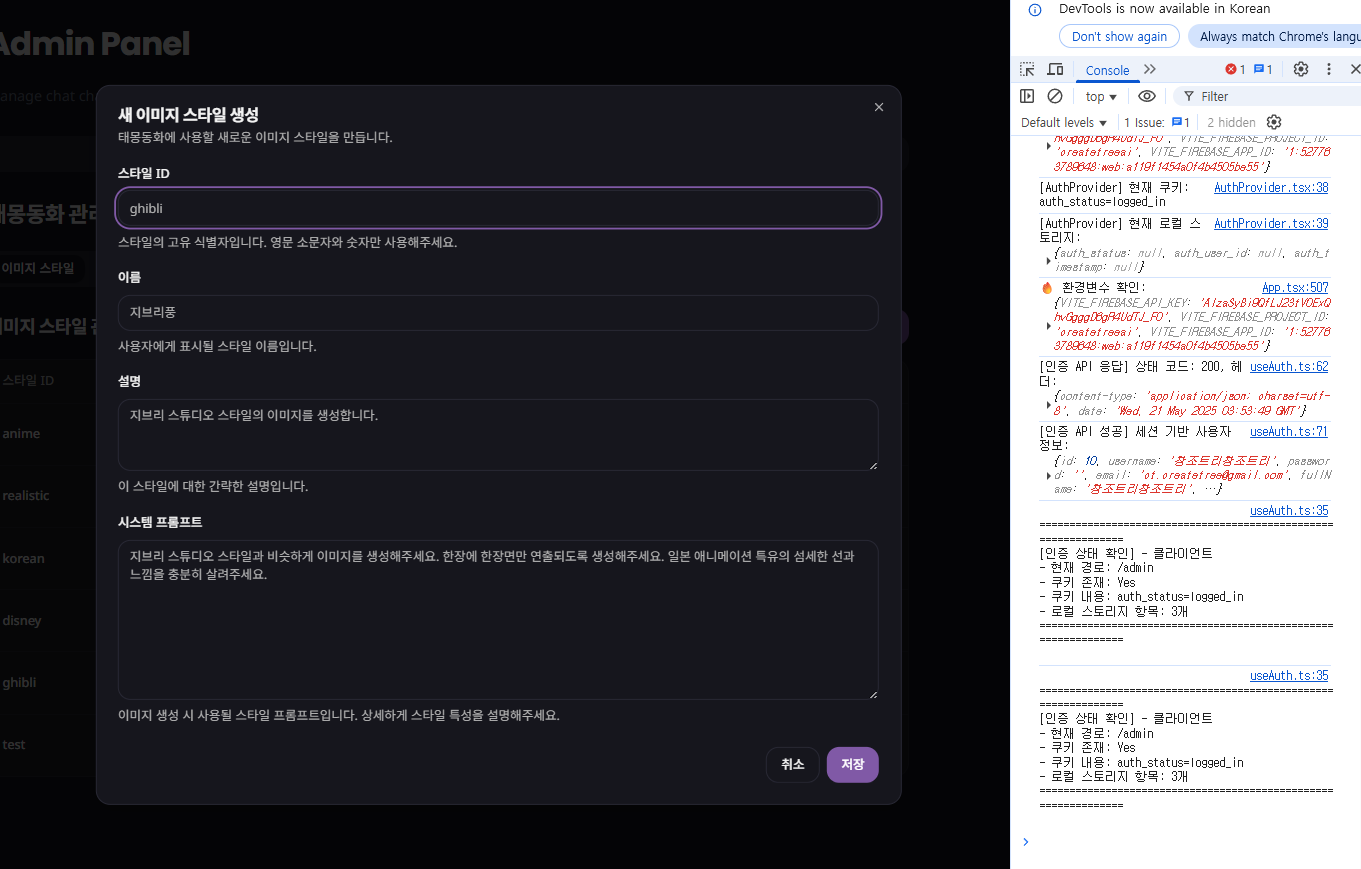 Admin Panel
anage chat cha
태몽동화 관리
이미지 스타일
이미지 스타일 관
스타일 ID
anime
realistic
korean
disney
ghibli
test
새 이미지 스타일 생성
태몽동화에 사용할 새로운 이미지 스타일을 만듭니다.
스타일 ID
ghibli
스타일의 고유 식별자입니다. 영문 소문자와 숫자만 사용해주세요.
이름
지브리풍
사용자에게 표시될 스타일 이름입니다.
설명
지브리 스튜디오 스타일의 이미지를 생성합니다.
이 스타일에 대한 간략한 설명입니다.
시스템 프롬프트
지브리 스튜디오 스타일과 비슷하게 이미지를 생성해주세요. 한장에 한장면만 연출되도록 생성해주세요. 일본 애니메이션 특유의 섬세한 선과
느낌을 충분히 살려주세요.
이미지 생성 시 사용될 스타일 프롬프트입니다. 상세하게 스타일 특성을 설명해주세요.
취소 저장
DevTools is now available in Korean
Don't show again Always match Chrome's langu
Console 1 1
top Filter
Default levels 1 Issue: 1 2 hidden
VITE_FIREBASE_PROJECT_ID:
'createtreeai', VITE_FIREBASE_APP_ID: '1:52776
[AuthProvider] 현재 쿠키: AuthProvider.tsx:38
auth_status=logged_in
[AuthProvider] 현재 로컬 스 AuthProvider.tsx:39
토리지:
{auth_status: null, auth_user_id: null, auth_t
imestamp: null}
🔥 환경변수 확인: App.tsx:507
{VITE_FIREBASE_API_KEY:
VITE_FIREBASE_PROJECT_ID:
'createtreeai', VITE_FIREBASE_APP_ID: '1:52776
[인증 API 응답] 상태 코드: 200, 헤 useAuth.ts:62
더:
{content-type: 'application/json; charset=utf-
8', date: 'Wed, 21 May 2025 08:53:49 GMT'}
[인증 API 성공] 세션 기반 사용자 useAuth.ts:71
정보:
{id: 10, username: '창조트리창조트리', passwor
d: '', email: 'ct.createtree@gmail.com', fullN
ame: '창조트리창조트리', …}
useAuth.ts:35
=================================================
==============
[인증 상태 확인] - 클라이언트
- 현재 경로: /admin
- 쿠키 존재: Yes
- 쿠키 내용: auth_status=logged_in
- 로컬 스토리지 항목: 3개
=================================================
==============
useAuth.ts:35
=================================================
==============
[인증 상태 확인] - 클라이언트
- 현재 경로: /admin
- 쿠키 존재: Yes
- 쿠키 내용: auth_status=logged_in
- 로컬 스토리지 항목: 3개
=================================================
==============